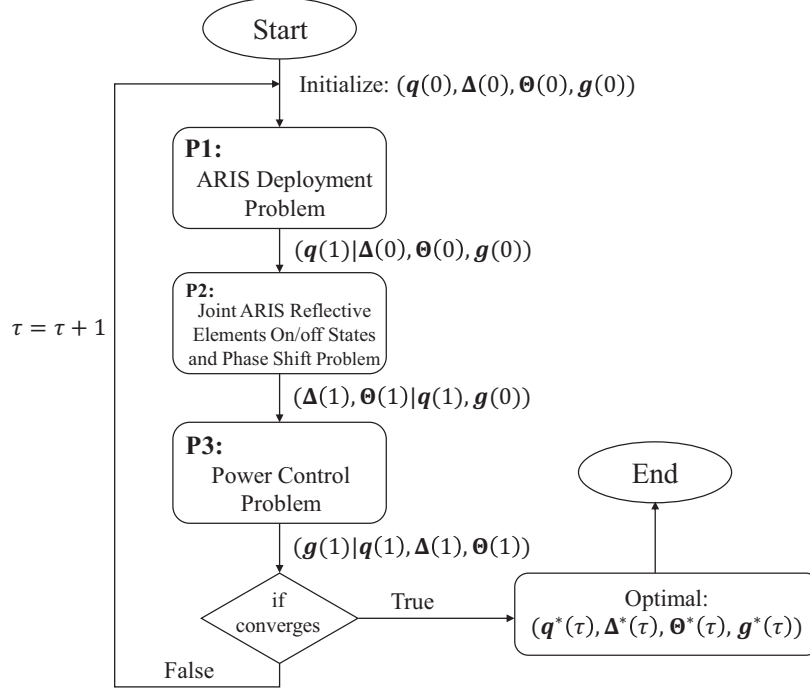 Start
Initialize: (q(0), Δ(0), Θ(0), g(0))
P1:
ARIS Deployment
Problem
(q(1)|Δ(0), Θ(0), g(0))
P2:
Joint ARIS Reflective
Elements On/off States
and Phase Shift Problem
τ = τ + 1
(Δ(1), Θ(1)|q(1), g(0))
P3:
Power Control
Problem
End
(g(1)|q(1), Δ(1), Θ(1))
if
converges
True
Optimal:
(q*(τ), Δ*(τ), Θ*(τ), g*(τ))
False